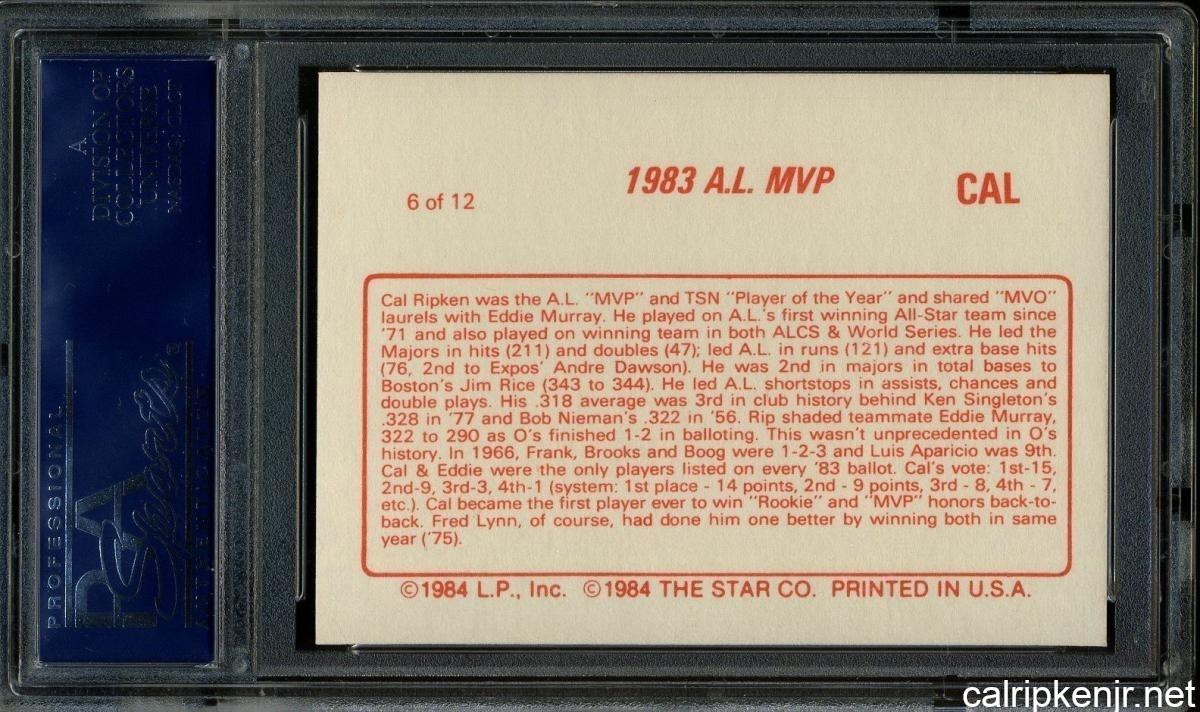 A
DIVISION OF
COLLECTORS
UNIVERSE
NASDAQ: CLCT
PROFESSIONAL
PSA
Sports
AUTHENTICATOR
6 of 12
1983 A.L. MVP
CAL
Cal Ripken was the A.L. "MVP" and TSN "Player of the Year" and shared "MVO"
laurels with Eddie Murray. He played on A.L.'s first winning All-Star team since
'71 and also played on winning team in both ALCS & World Series. He led the
Majors in hits (211) and doubles (47); led A.L. in runs (121) and extra base hits
(76, 2nd to Expos' Andre Dawson). He was 2nd in majors in total bases to
Boston's Jim Rice (343 to 344). He led A.L. shortstops in assists, chances and
double plays. His .318 average was 3rd in club history behind Ken Singleton's
.328 in '77 and Bob Nieman's .322 in '56. Rip shaded teammate Eddie Murray,
322 to 290 as O's finished 1-2 in balloting. This wasn't unprecedented in O's
history. In 1966, Frank, Brooks and Boog were 1-2-3 and Luis Aparicio was 9th.
Cal & Eddie were the only players listed on every '83 ballot. Cal's vote: 1st-15,
2nd-9, 3rd-3, 4th-1 (system: 1st place - 14 points, 2nd - 9 points, 3rd - 8, 4th - 7,
etc.). Cal became the first player ever to win "Rookie" and "MVP" honors back-to-
back. Fred Lynn, of course, had done him one better by winning both in same
year ('75).
©1984 L.P., Inc. ©1984 THE STAR CO. PRINTED IN U.S.A.
calripkenjr.net